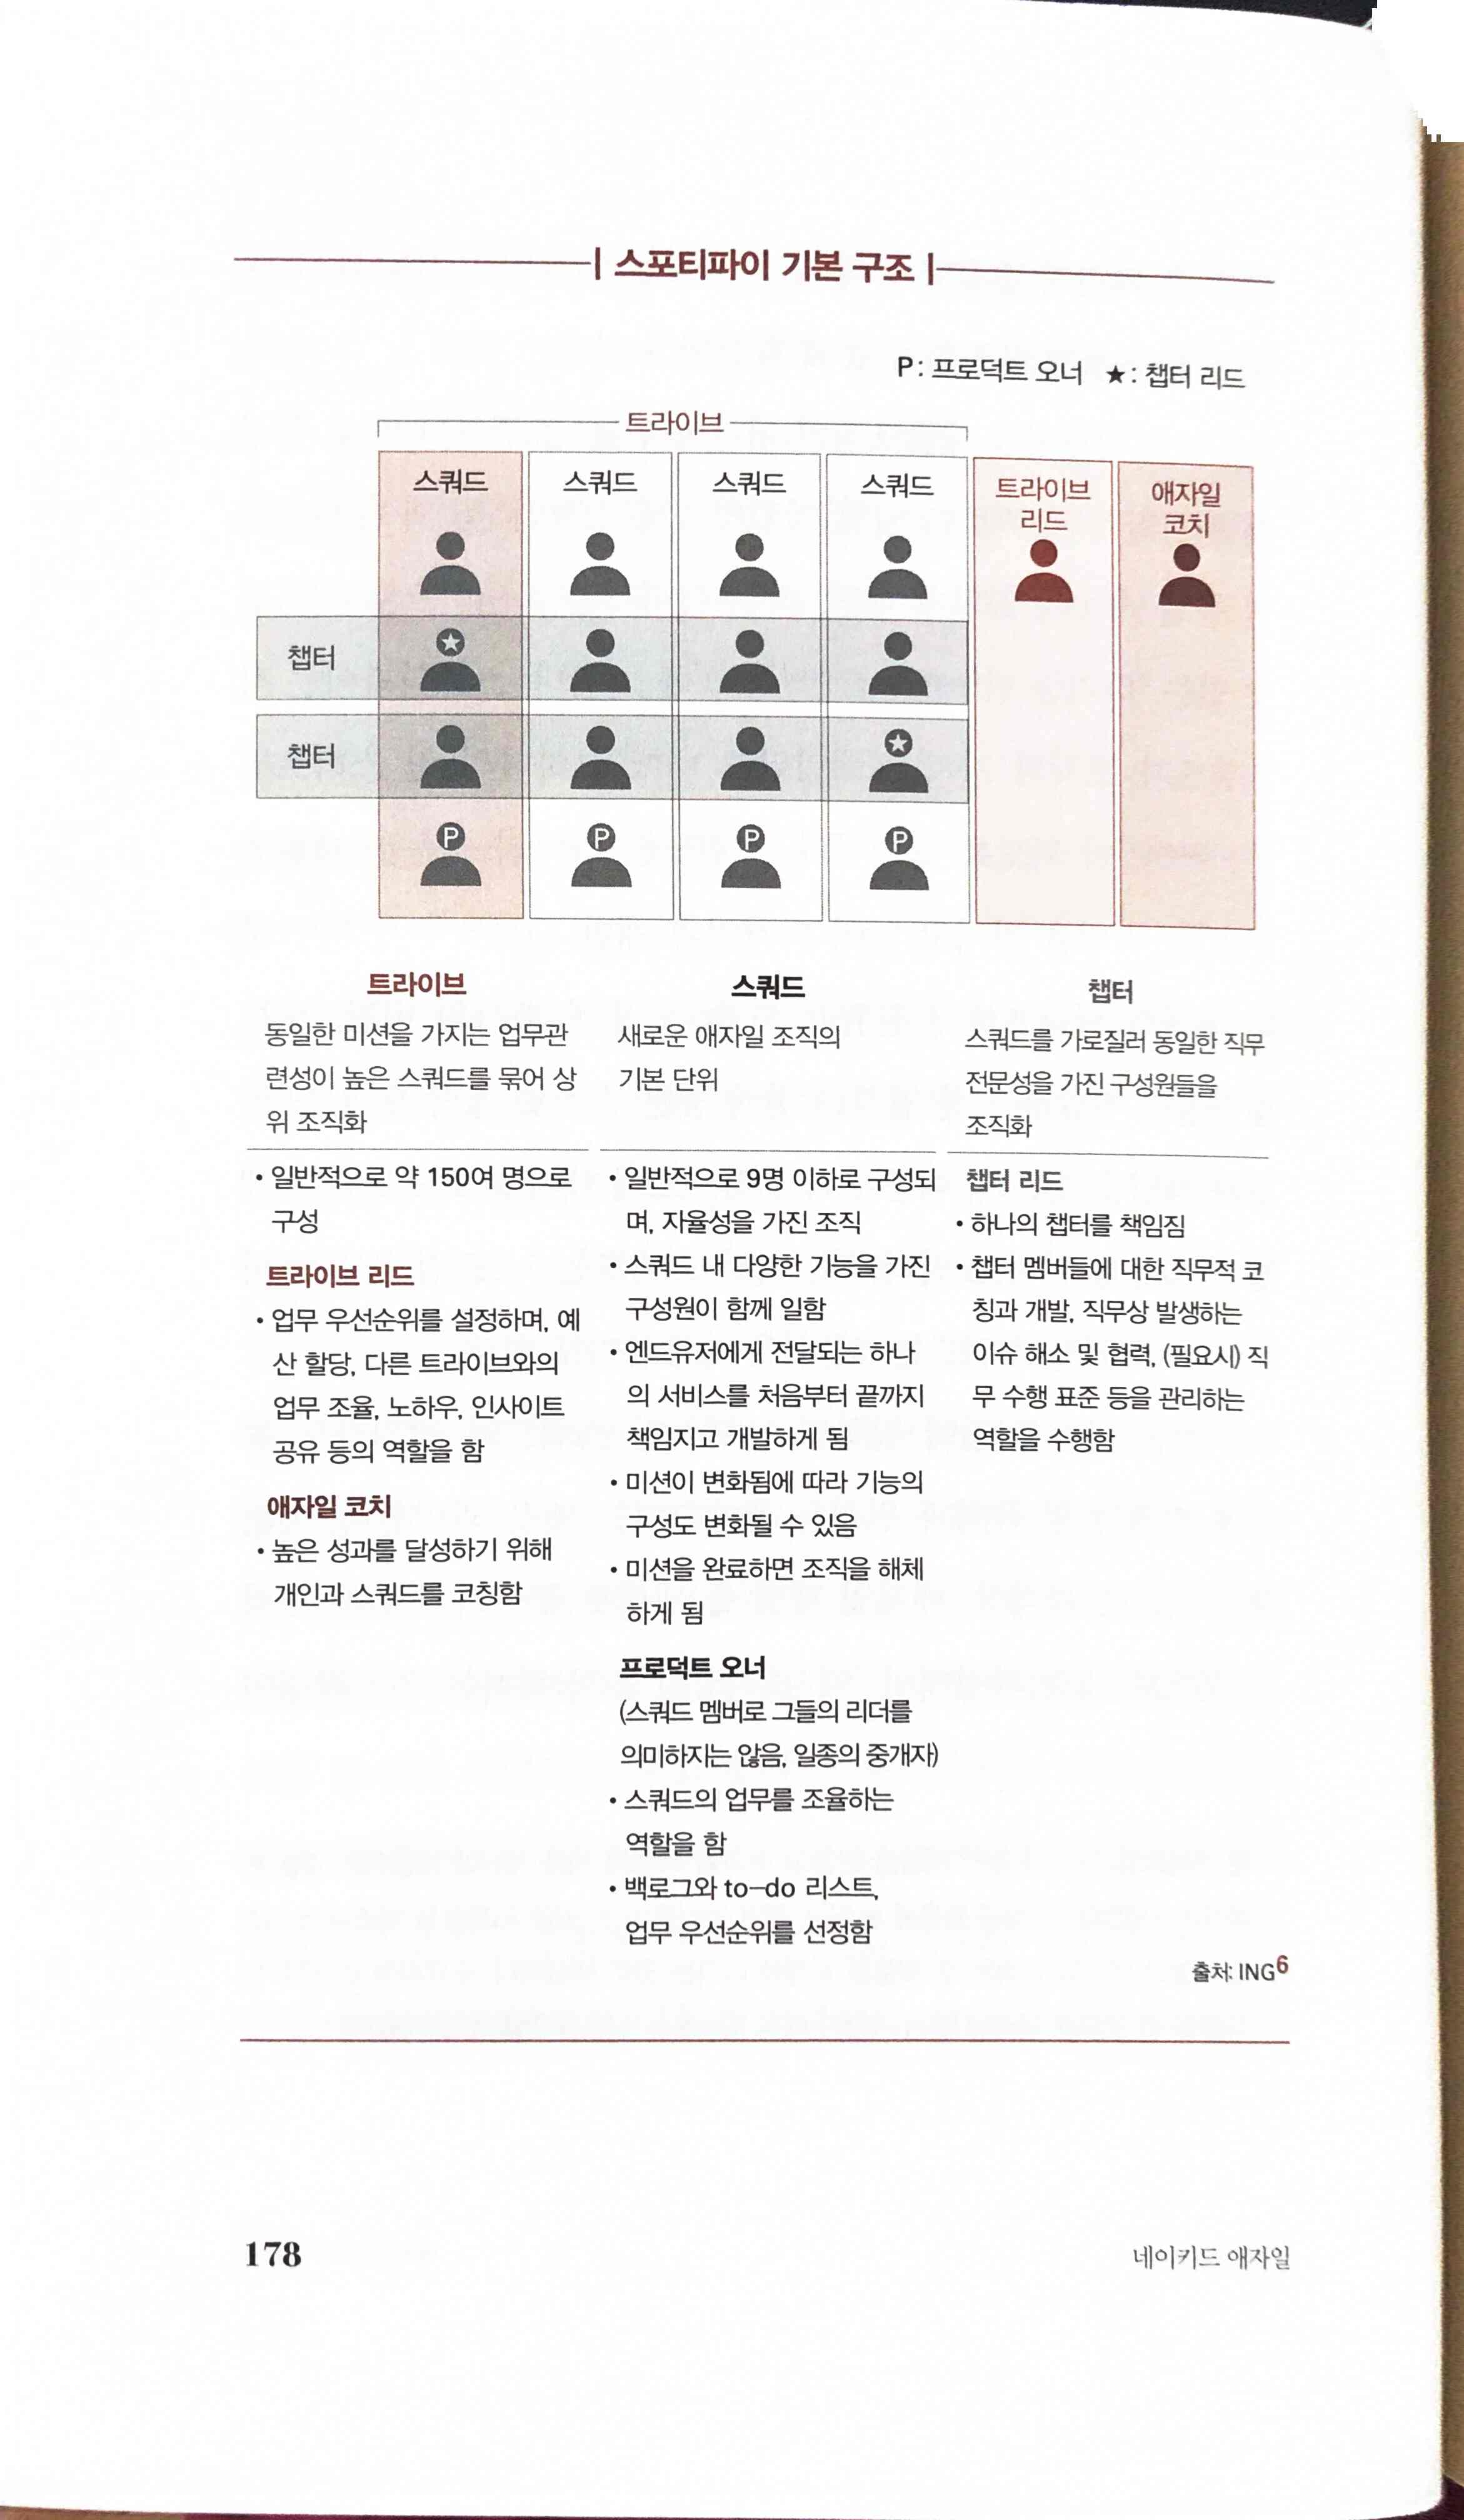 스포티파이 기본 구조
P: 프로덕트 오너 ★: 챕터 리드
트라이브
스쿼드
스쿼드
스쿼드
스쿼드
트라이브
리드
애자일
코치
챕터
★
챕터
★
P
P
P
P
트라이브
동일한 미션을 가지는 업무관
련성이 높은 스쿼드를 묶어 상
위 조직화
• 일반적으로 약 150여 명으로
구성
트라이브 리드
• 업무 우선순위를 설정하며, 예
산 할당, 다른 트라이브와의
업무 조율, 노하우, 인사이트
공유 등의 역할을 함
애자일 코치
• 높은 성과를 달성하기 위해
개인과 스쿼드를 코칭함
스쿼드
새로운 애자일 조직의
기본 단위
• 일반적으로 9명 이하로 구성되
며, 자율성을 가진 조직
• 스쿼드 내 다양한 기능을 가진
구성원이 함께 일함
• 엔드유저에게 전달되는 하나
의 서비스를 처음부터 끝까지
책임지고 개발하게 됨
• 미션이 변화됨에 따라 기능의
구성도 변화될 수 있음
• 미션을 완료하면 조직을 해체
하게 됨
프로덕트 오너
(스쿼드 멤버로 그들의 리더를
의미하지는 않음, 일종의 중개자)
• 스쿼드의 업무를 조율하는
역할을 함
• 백로그와 to-do 리스트,
업무 우선순위를 선정함
챕터
스쿼드를 가로질러 동일한 직무
전문성을 가진 구성원들을
조직화
챕터 리드
• 하나의 챕터를 책임짐
• 챕터 멤버들에 대한 직무적 코
칭과 개발, 직무상 발생하는
이슈 해소 및 협력, (필요시) 직
무 수행 표준 등을 관리하는
역할을 수행함
출처: ING6
178
네이키드 애자일